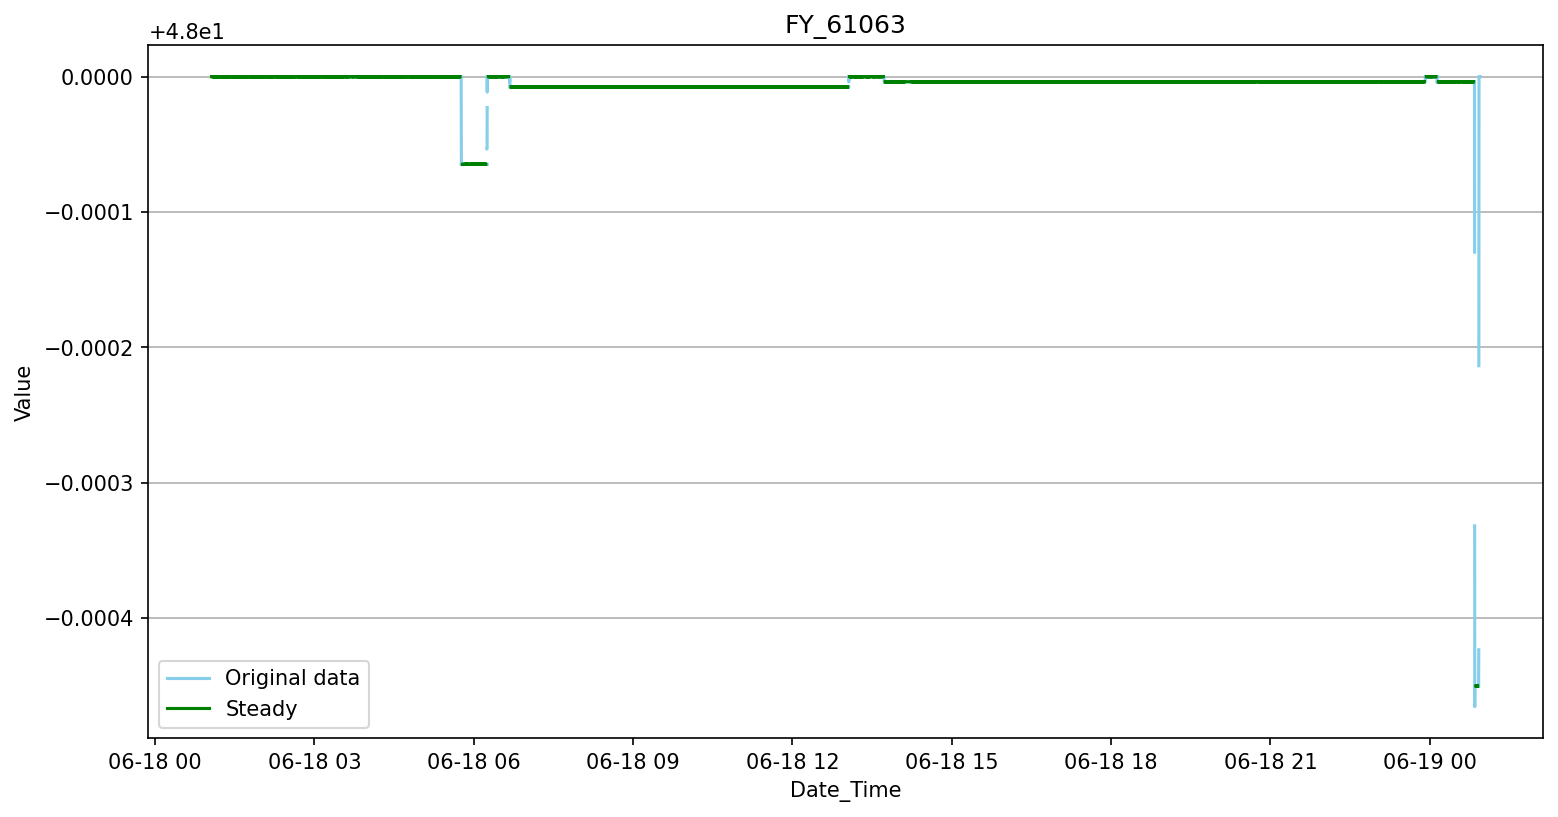 FY_61063
+4.8e1
0.0000
−0.0001
−0.0002
−0.0003
−0.0004
Value
Original data
Steady
06-18 00 06-18 03 06-18 06 06-18 09 06-18 12 06-18 15 06-18 18 06-18 21 06-19 00
Date_Time